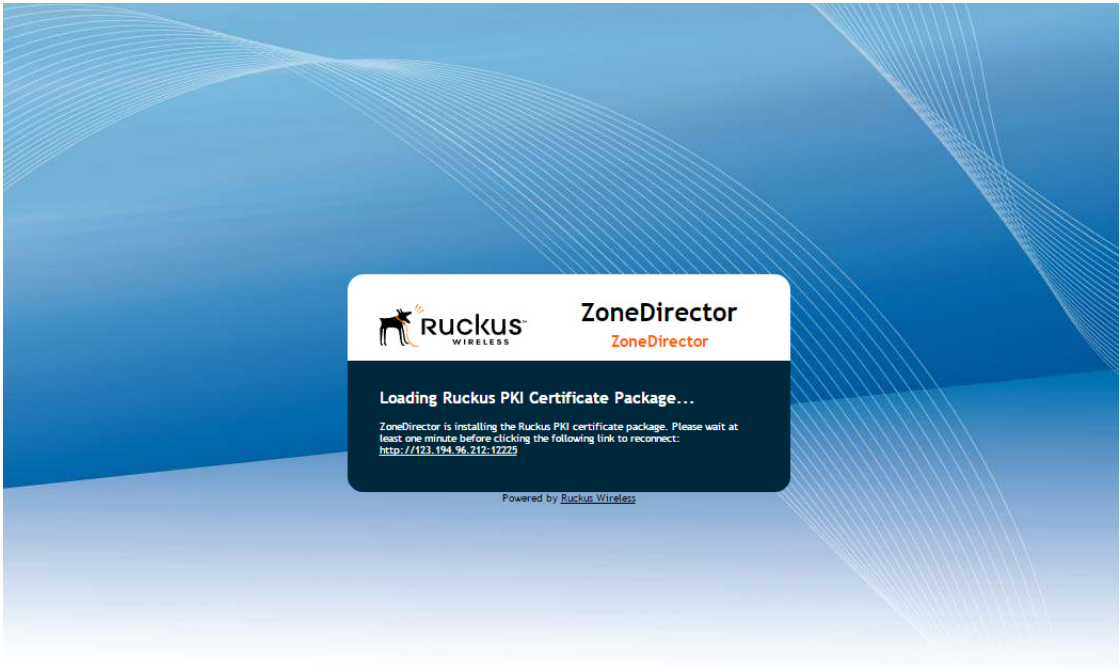 RUCKUS™
WIRELESS
ZoneDirector
ZoneDirector
Loading Ruckus PKI Certificate Package...
ZoneDirector is installing the Ruckus PKI certificate package. Please wait at
least one minute before clicking the following link to reconnect:
http://123.194.96.212:12225
Powered by Ruckus Wireless